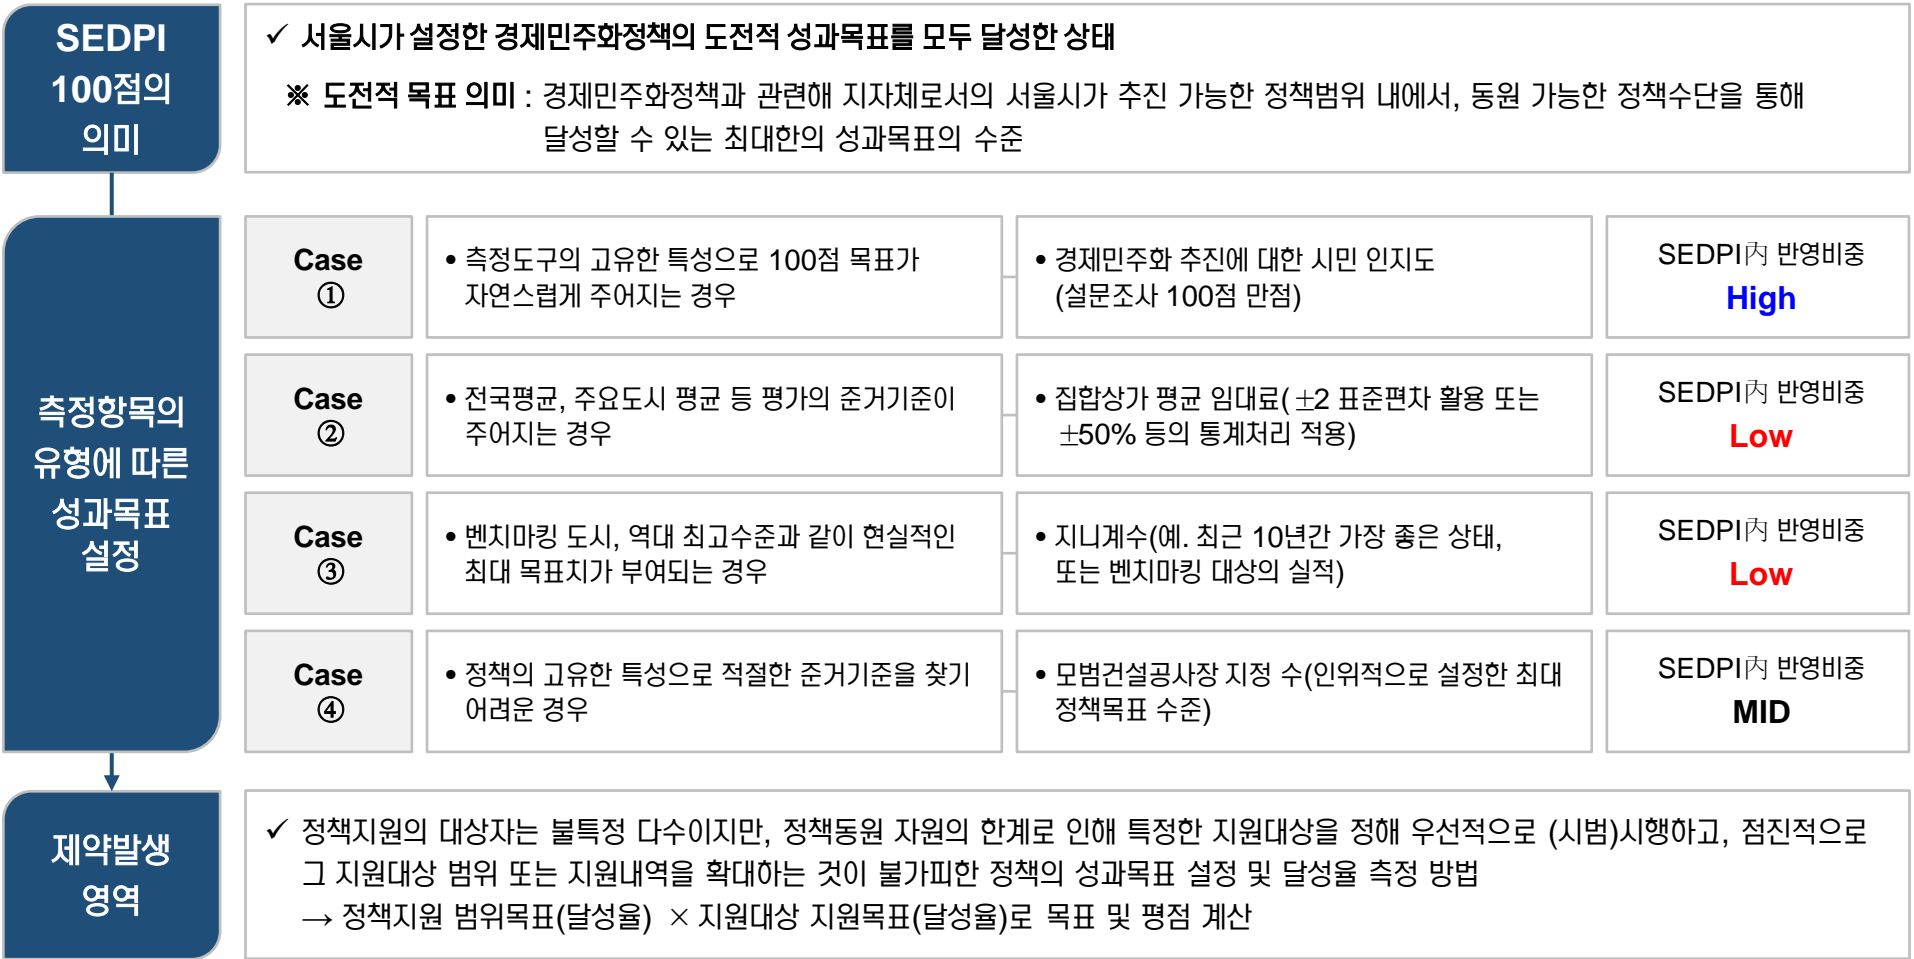 SEDPI
100점의
의미
✓ 서울시가 설정한 경제민주화정책의 도전적 성과목표를 모두 달성한 상태
※ 도전적 목표 의미 : 경제민주화정책과 관련해 지자체로서의 서울시가 추진 가능한 정책범위 내에서, 동원 가능한 정책수단을 통해
달성할 수 있는 최대한의 성과목표의 수준
측정항목의
유형에 따른
성과목표
설정
Case
①
• 측정도구의 고유한 특성으로 100점 목표가
자연스럽게 주어지는 경우
• 경제민주화 추진에 대한 시민 인지도
(설문조사 100점 만점)
SEDPI內 반영비중
High
Case
②
• 전국평균, 주요도시 평균 등 평가의 준거기준이
주어지는 경우
• 집합상가 평균 임대료(±2 표준편차 활용 또는
±50% 등의 통계처리 적용)
SEDPI內 반영비중
Low
Case
③
• 벤치마킹 도시, 역대 최고수준과 같이 현실적인
최대 목표치가 부여되는 경우
• 지니계수(예. 최근 10년간 가장 좋은 상태,
또는 벤치마킹 대상의 실적)
SEDPI內 반영비중
Low
Case
④
• 정책의 고유한 특성으로 적절한 준거기준을 찾기
어려운 경우
• 모범건설공사장 지정 수(인위적으로 설정한 최대
정책목표 수준)
SEDPI內 반영비중
MID
제약발생
영역
✓ 정책지원의 대상자는 불특정 다수이지만, 정책동원 자원의 한계로 인해 특정한 지원대상을 정해 우선적으로 (시범)시행하고, 점진적으로
그 지원대상 범위 또는 지원내역을 확대하는 것이 불가피한 정책의 성과목표 설정 및 달성율 측정 방법
→ 정책지원 범위목표(달성율) × 지원대상 지원목표(달성율)로 목표 및 평점 계산